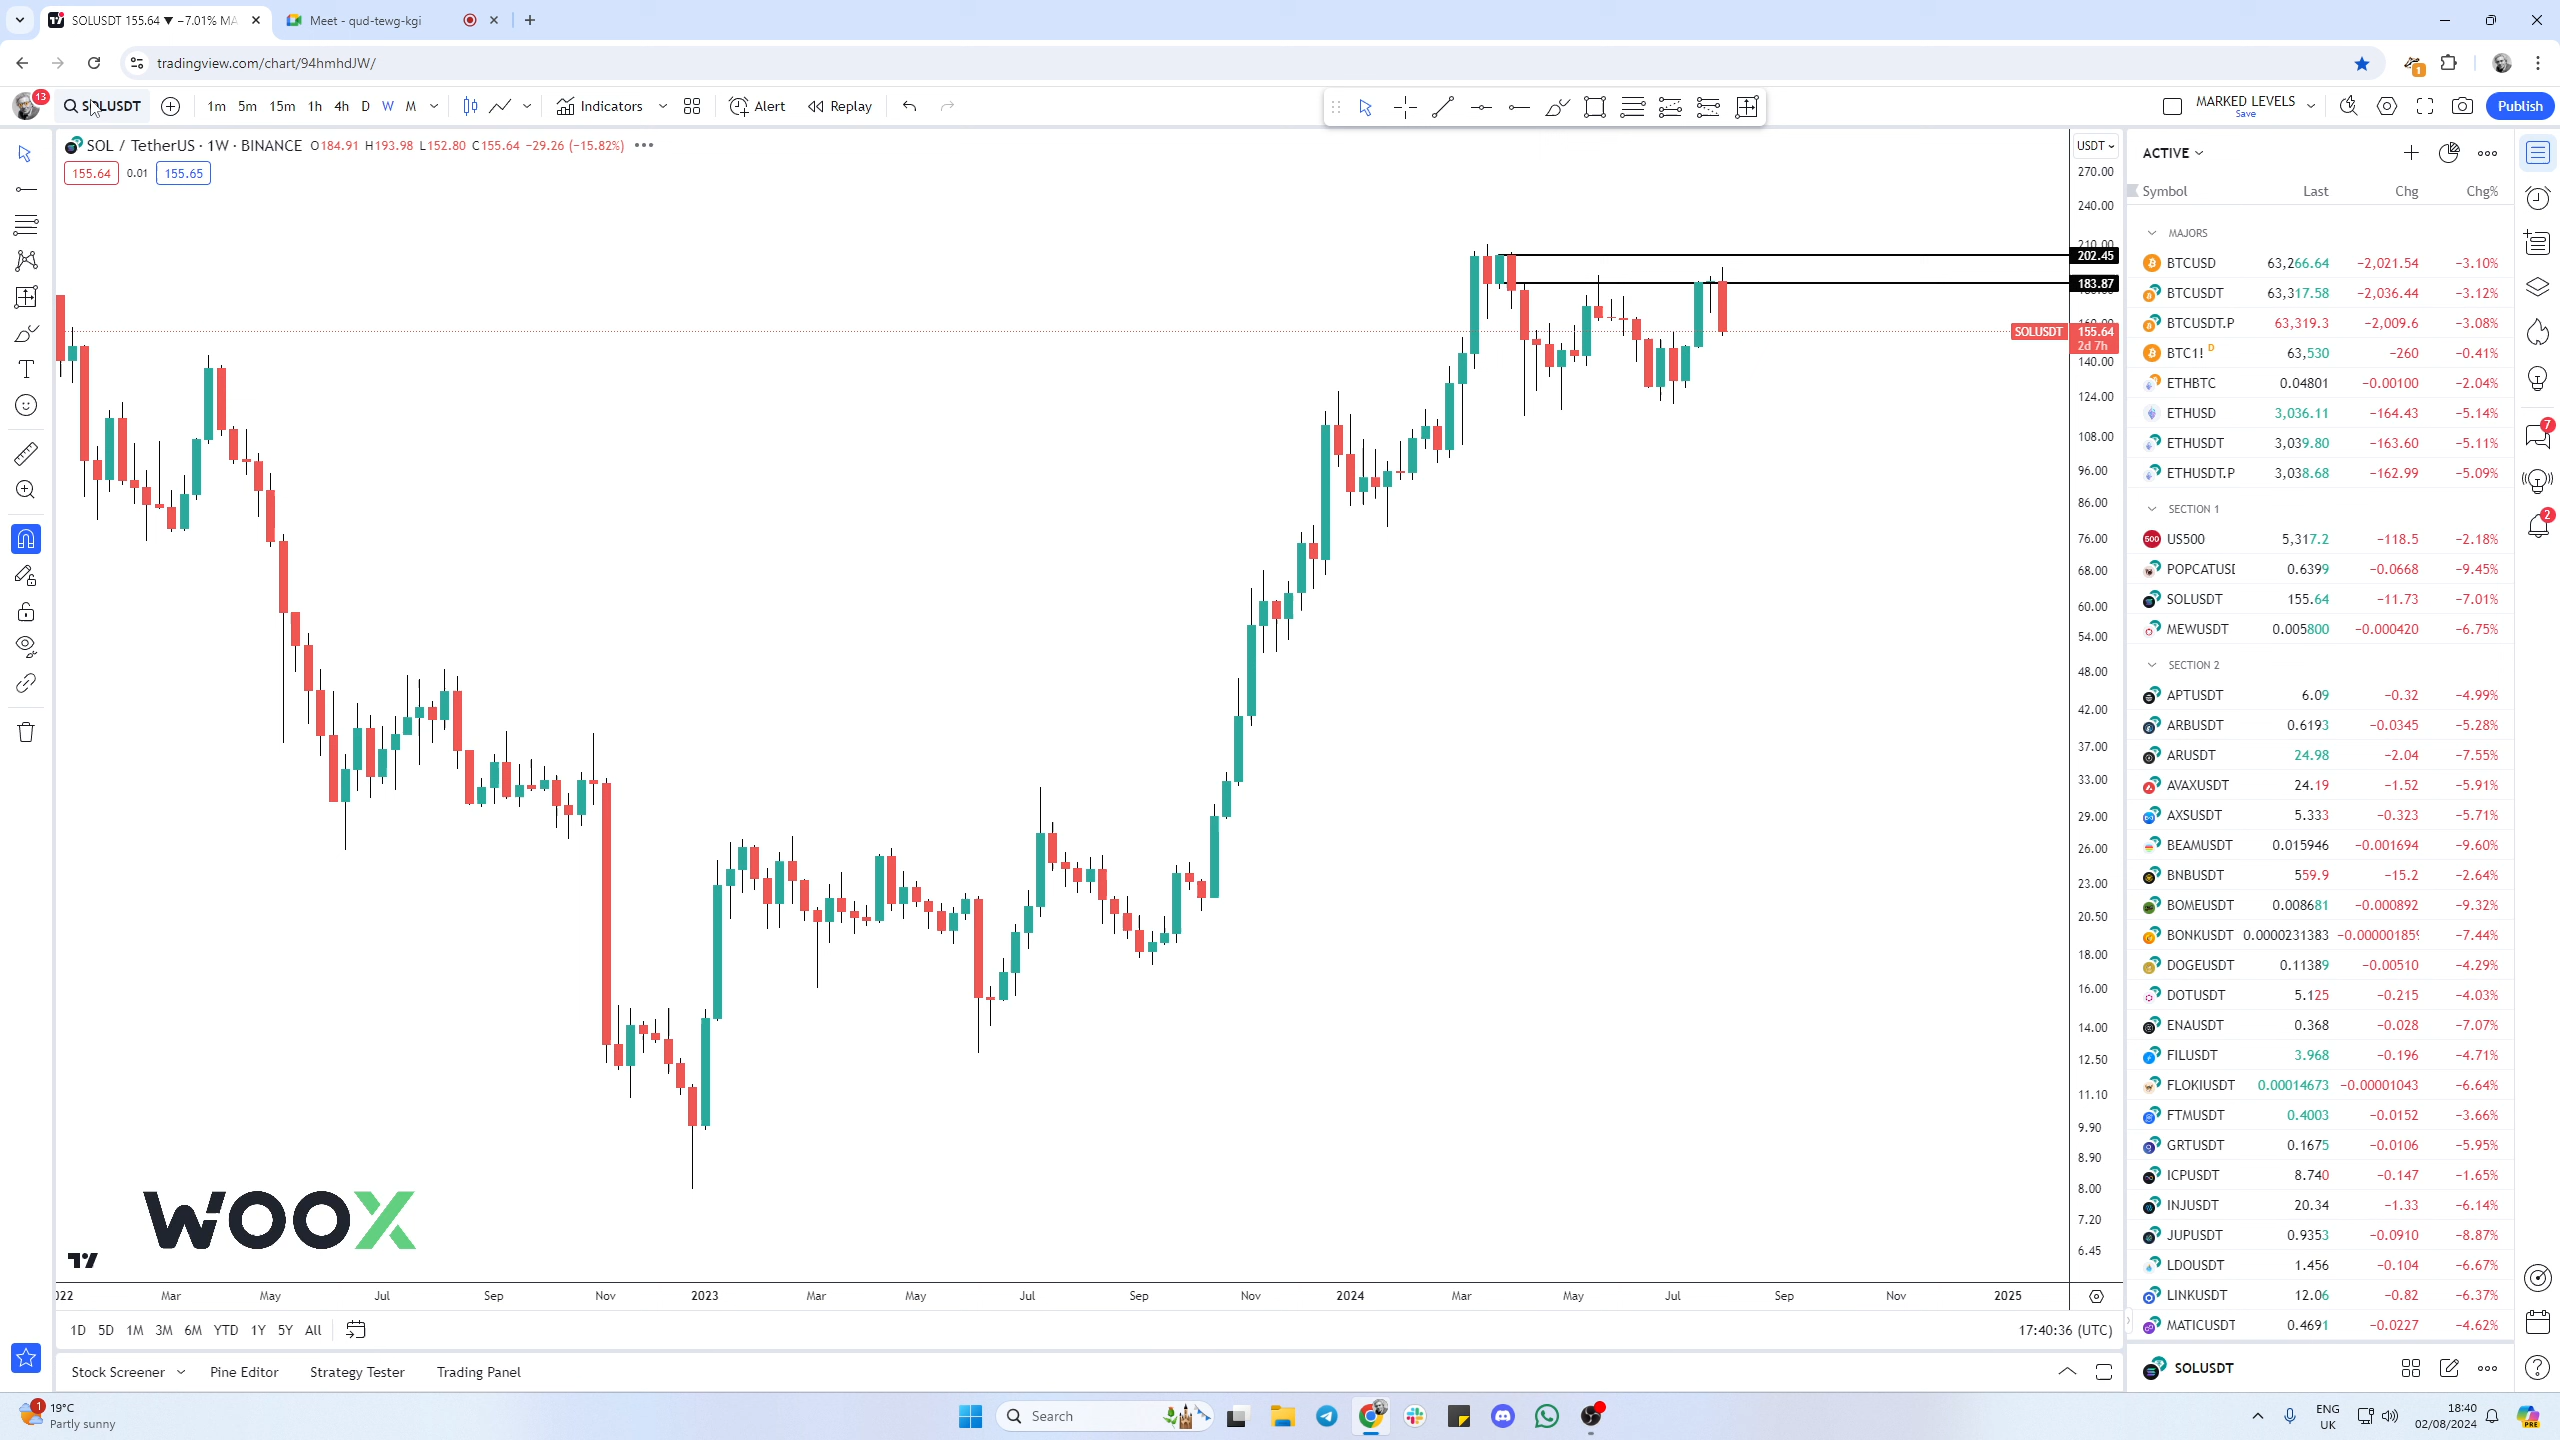 SOLUSDT 155.64 ▼ −7.01% MA
Meet - qud-tewg-kgi
tradingview.com/chart/94hmhdJW/
1
13
SOLUSDT
1m 5m 15m 1h 4h D W M
Indicators
Alert
Replay
MARKED LEVELS
Save
Publish
SOL / TetherUS · 1W · BINANCE O184.91 H193.98 L152.80 C155.64 −29.26 (−15.82%)
155.64 0.01 155.65
USDT
270.00
240.00
210.00
202.45
183.87
160.00
SOLUSDT 155.64
2d 7h
140.00
124.00
108.00
96.00
86.00
76.00
68.00
60.00
54.00
48.00
42.00
37.00
33.00
29.00
26.00
23.00
20.50
18.00
16.00
14.00
12.50
11.10
9.90
8.90
8.00
7.20
6.45
WOOX
022 Mar May Jul Sep Nov 2023 Mar May Jul Sep Nov 2024 Mar May Jul Sep Nov 2025
1D 5D 1M 3M 6M YTD 1Y 5Y All
17:40:36 (UTC)
Stock Screener Pine Editor Strategy Tester Trading Panel
ACTIVE
Symbol Last Chg Chg%
MAJORS
BTCUSD 63,266.64 −2,021.54 −3.10%
BTCUSDT 63,317.58 −2,036.44 −3.12%
BTCUSDT.P 63,319.3 −2,009.6 −3.08%
BTC1! D 63,530 −260 −0.41%
ETHBTC 0.04801 −0.00100 −2.04%
ETHUSD 3,036.11 −164.43 −5.14%
ETHUSDT 3,039.80 −163.60 −5.11%
ETHUSDT.P 3,038.68 −162.99 −5.09%
SECTION 1
500 US500 5,317.2 −118.5 −2.18%
POPCATUSD 0.6399 −0.0668 −9.45%
SOLUSDT 155.64 −11.73 −7.01%
MEWUSDT 0.005800 −0.000420 −6.75%
SECTION 2
APTUSDT 6.09 −0.32 −4.99%
ARBUSDT 0.6193 −0.0345 −5.28%
ARUSDT 24.98 −2.04 −7.55%
AVAXUSDT 24.19 −1.52 −5.91%
AXSUSDT 5.333 −0.323 −5.71%
BEAMUSDT 0.015946 −0.001694 −9.60%
BNBUSDT 559.9 −15.2 −2.64%
BOMEUSDT 0.008681 −0.000892 −9.32%
BONKUSDT 0.0000231383 −0.000001859 −7.44%
DOGEUSDT 0.11389 −0.00510 −4.29%
DOTUSDT 5.125 −0.215 −4.03%
ENAUSDT 0.368 −0.028 −7.07%
FILUSDT 3.968 −0.196 −4.71%
FLOKIUSDT 0.00014673 −0.00001043 −6.64%
FTMUSDT 0.4003 −0.0152 −3.66%
GRTUSDT 0.1675 −0.0106 −5.95%
ICPUSDT 8.740 −0.147 −1.65%
INJUSDT 20.34 −1.33 −6.14%
JUPUSDT 0.9353 −0.0910 −8.87%
LDOUSDT 1.456 −0.104 −6.67%
LINKUSDT 12.06 −0.82 −6.37%
MATICUSDT 0.4691 −0.0227 −4.62%
SOLUSDT
7
2
1
19°C
Partly sunny
Search
ENG
UK
18:40
02/08/2024
PRE